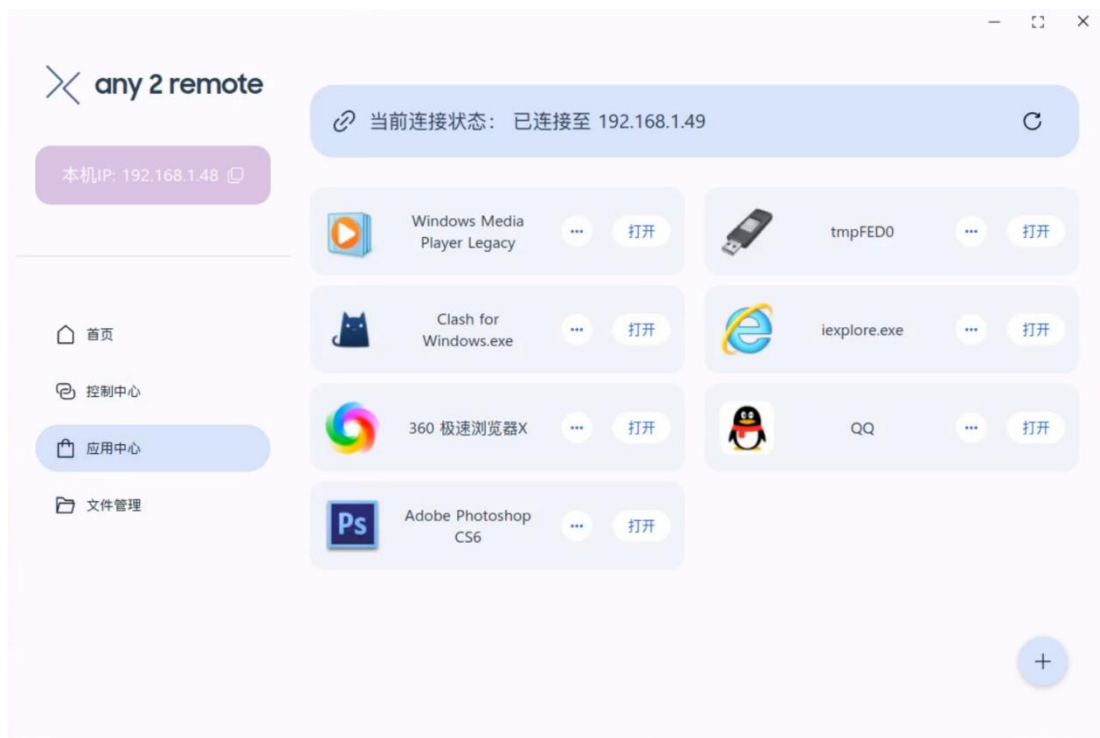 any 2 remote
本机IP: 192.168.1.48
首页
控制中心
应用中心
文件管理
当前连接状态： 已连接至 192.168.1.49
Windows Media
Player Legacy
···
打开
tmpFED0
···
打开
Clash for
Windows.exe
···
打开
iexplore.exe
···
打开
360 极速浏览器X
···
打开
QQ
···
打开
Ps
Adobe Photoshop
CS6
···
打开